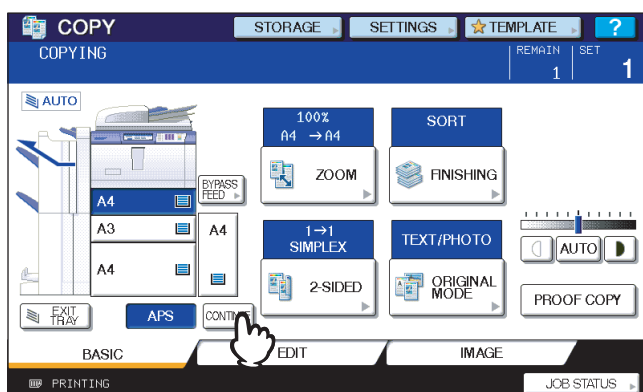 COPY
STORAGE
SETTINGS
TEMPLATE
?
COPYING
REMAIN
1
SET
1
AUTO
A4
A3
A4
BYPASS
FEED
A4
EXIT
TRAY
APS
100%
A4 →A4
ZOOM
SORT
FINISHING
1→1
SIMPLEX
2-SIDED
TEXT/PHOTO
ORIGINAL
MODE
AUTO
PROOF COPY
BASIC
EDIT
IMAGE
PRINTING
JOB STATUS